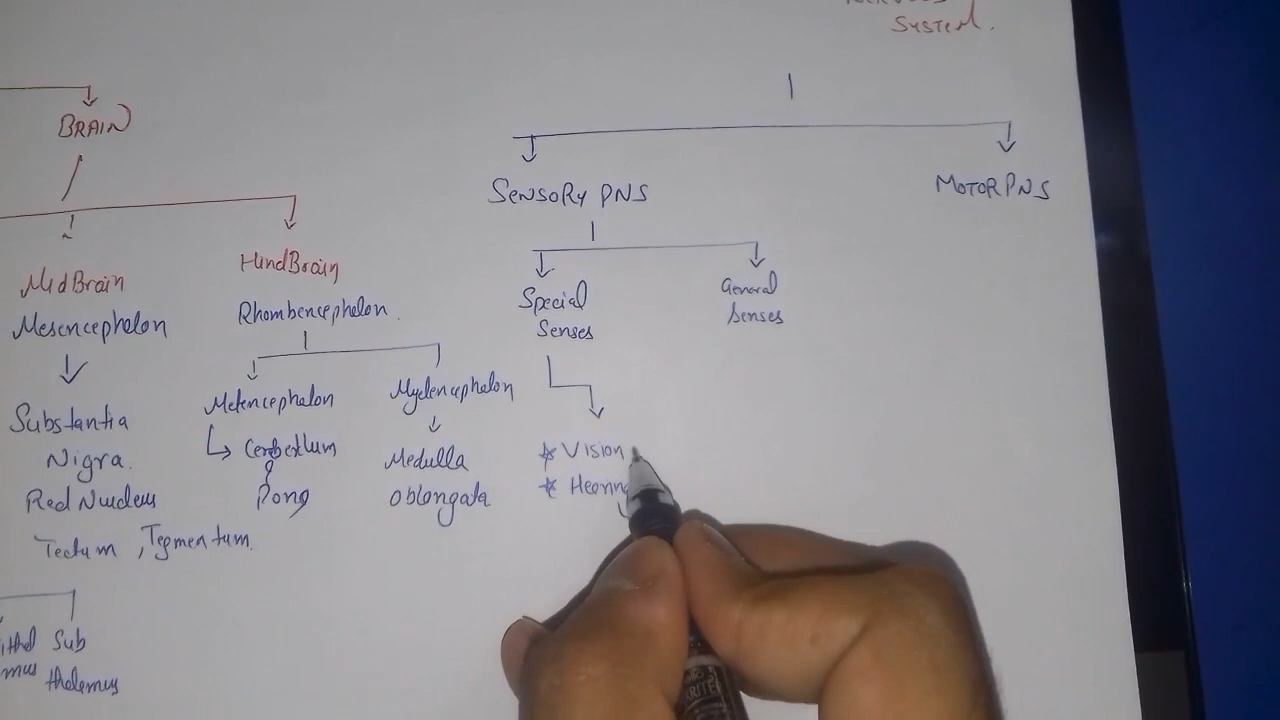 SYSTEM.
BRAIN
SENSORY PNS
MOTOR PNS
MidBrain
HindBrain
Mesencephalon
Rhombencephalon.
Special
Senses
General
Senses
Metencephalon
Myelencephalon
Substantia
Nigra.
Cerebellum
Medulla
Vision
Red Nucleus
Pons
Oblongata
Tectum, Tegmentum.
Sub
thalamus